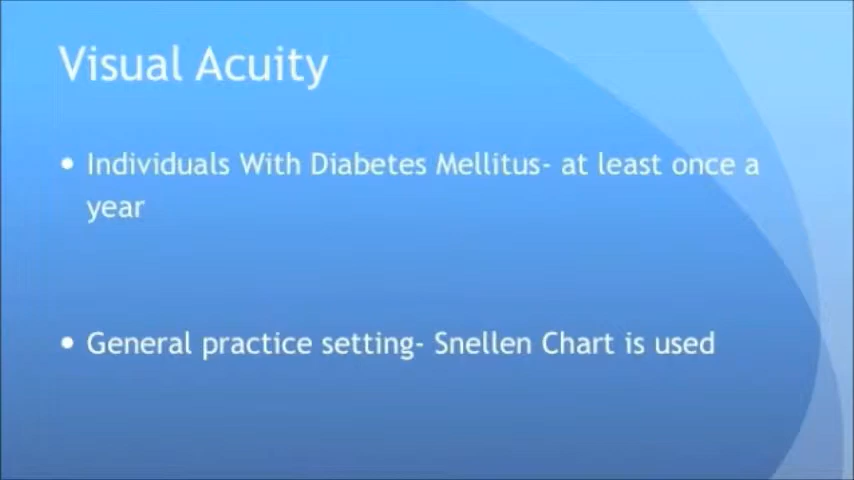 Visual Acuity
• Individuals With Diabetes Mellitus- at least once a
year
• General practice setting- Snellen Chart is used